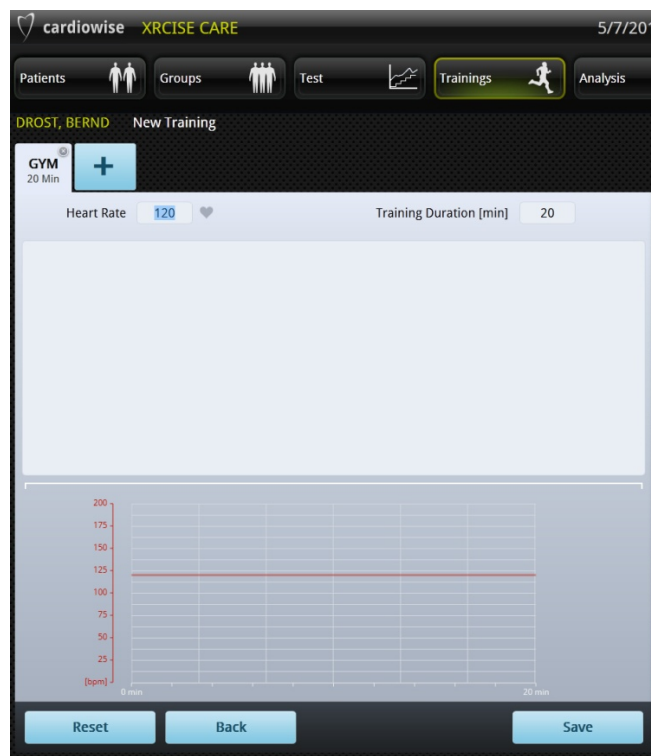 cardiowise XRCISE CARE 5/7/201
Patients Groups Test Trainings Analysis
DROST, BERND New Training
GYM
20 Min
+
Heart Rate 120 Training Duration [min] 20
200
175
150
125
100
75
50
25
[bpm]
0 min 20 min
Reset Back Save